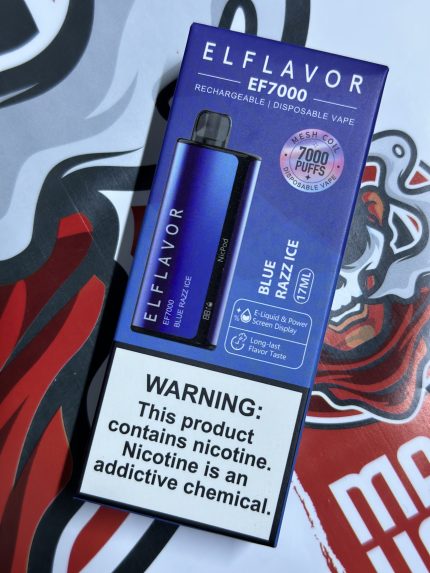 ELFLAVOR
EF7000
RECHARGEABLE | DISPOSABLE VAPE
MESH COIL
7000
PUFFS
DISPOSABLE VAPE
ELFLAVOR
EF7000
BLUE RAZZ ICE
NicPod
BLUE
RAZZ ICE
17ML
E-Liquid & Power
Screen Display
Long-last
Flavor Taste
WARNING:
This product
contains nicotine.
Nicotine is an
addictive chemical.